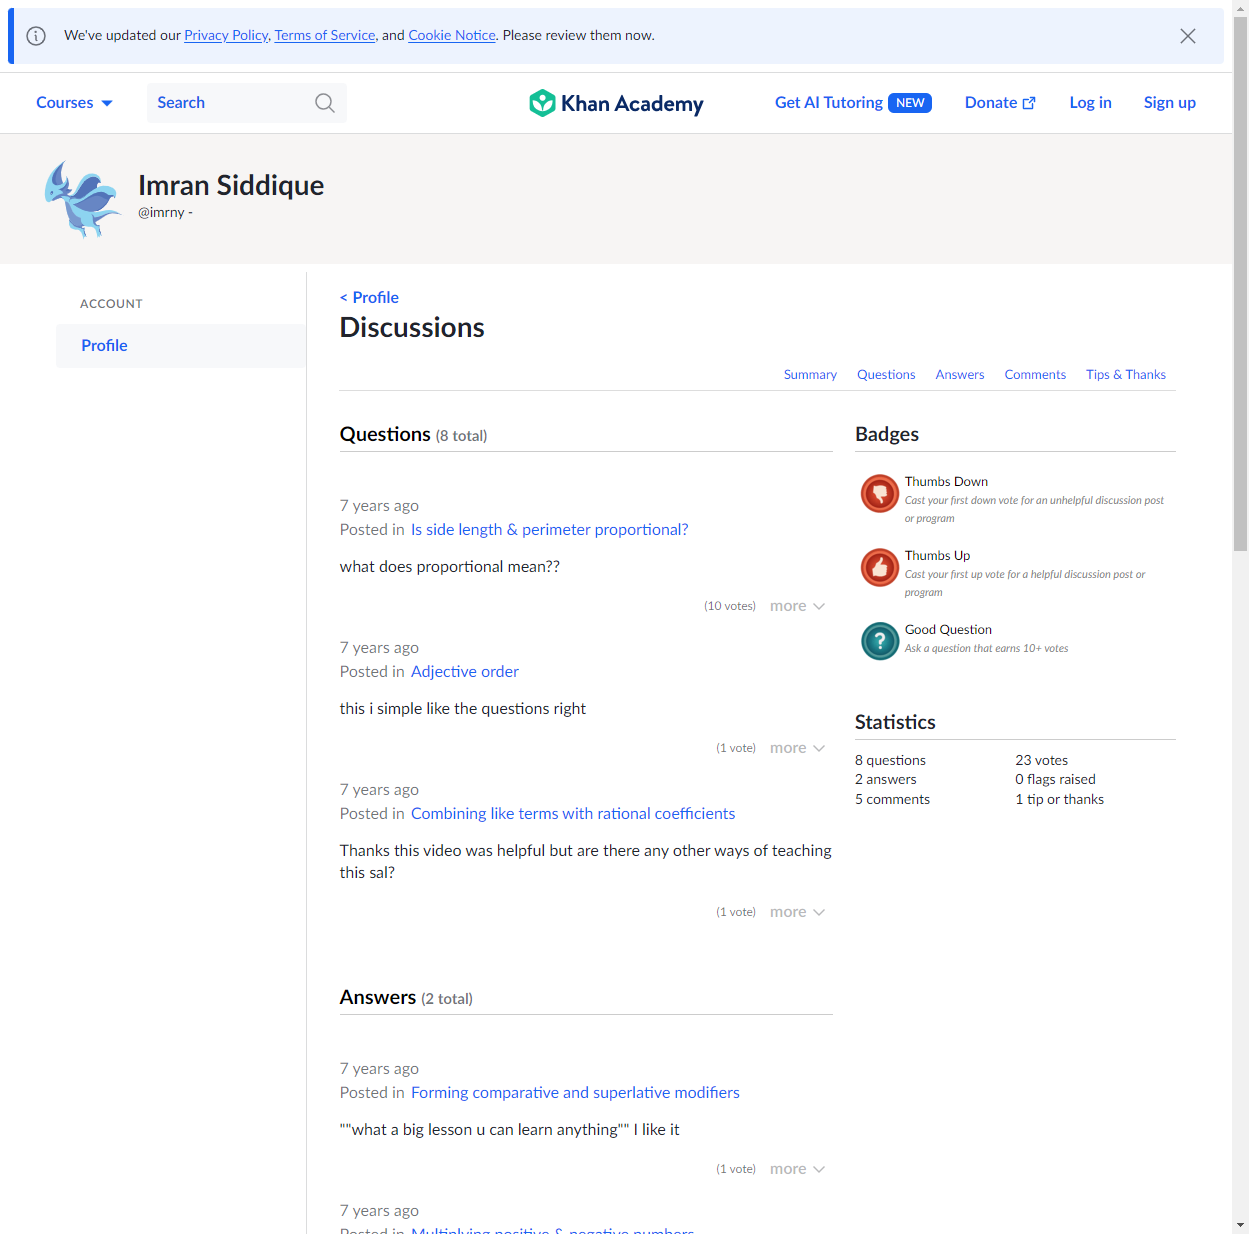 We've updated our Privacy Policy, Terms of Service, and Cookie Notice. Please review them now.
Courses
Search
Khan Academy
Get AI Tutoring NEW
Donate
Log in
Sign up
Imran Siddique
@imrny -
ACCOUNT
Profile
< Profile
Discussions
Summary Questions Answers Comments Tips & Thanks
Questions (8 total)
7 years ago
Posted in Is side length & perimeter proportional?
what does proportional mean??
(10 votes) more
7 years ago
Posted in Adjective order
this i simple like the questions right
(1 vote) more
7 years ago
Posted in Combining like terms with rational coefficients
Thanks this video was helpful but are there any other ways of teaching
this sal?
(1 vote) more
Answers (2 total)
7 years ago
Posted in Forming comparative and superlative modifiers
""what a big lesson u can learn anything"" I like it
(1 vote) more
7 years ago
Posted in Multiplying positive & negative numbers
Badges
Thumbs Down
Cast your first down vote for an unhelpful discussion post
or program
Thumbs Up
Cast your first up vote for a helpful discussion post or
program
Good Question
Ask a question that earns 10+ votes
Statistics
8 questions 23 votes
2 answers 0 flags raised
5 comments 1 tip or thanks